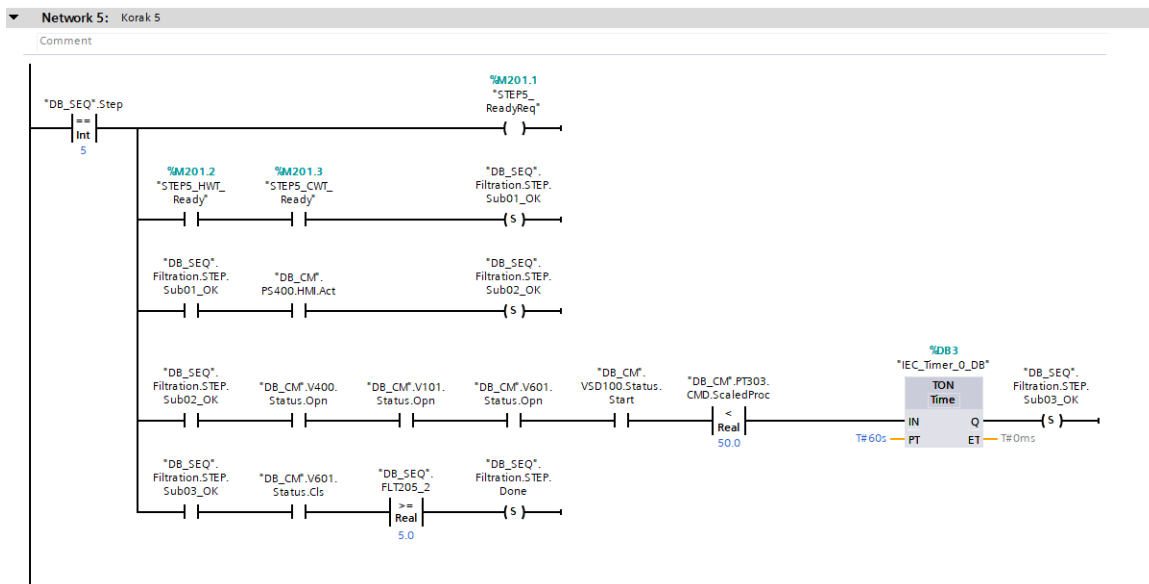 Network 5: Korak 5
Comment
%M201.1
"STEP5_
ReadyReq"
"DB_SEQ".Step
==
Int
5
%M201.2
"STEP5_HWT_
Ready"
%M201.3
"STEP5_CWT_
Ready"
"DB_SEQ".
Filtration.STEP.
Sub01_OK
S
"DB_SEQ".
Filtration.STEP.
Sub01_OK
"DB_CM".
PS400.HMI.Act
"DB_SEQ".
Filtration.STEP.
Sub02_OK
S
"DB_SEQ".
Filtration.STEP.
Sub02_OK
"DB_CM".V400.
Status.Opn
"DB_CM".V101.
Status.Opn
"DB_CM".V601.
Status.Opn
"DB_CM".
VSD100.Status.
Start
"DB_CM".PT303.
CMD.ScaledProc
<
Real
50.0
%DB3
"IEC_Timer_0_DB"
TON
Time
IN
Q
T#60s
PT
ET
T#0ms
"DB_SEQ".
Filtration.STEP.
Sub03_OK
S
"DB_SEQ".
Filtration.STEP.
Sub03_OK
"DB_CM".V601.
Status.Cls
"DB_SEQ".
FLT205_2
>=
Real
5.0
"DB_SEQ".
Filtration.STEP.
Done
S